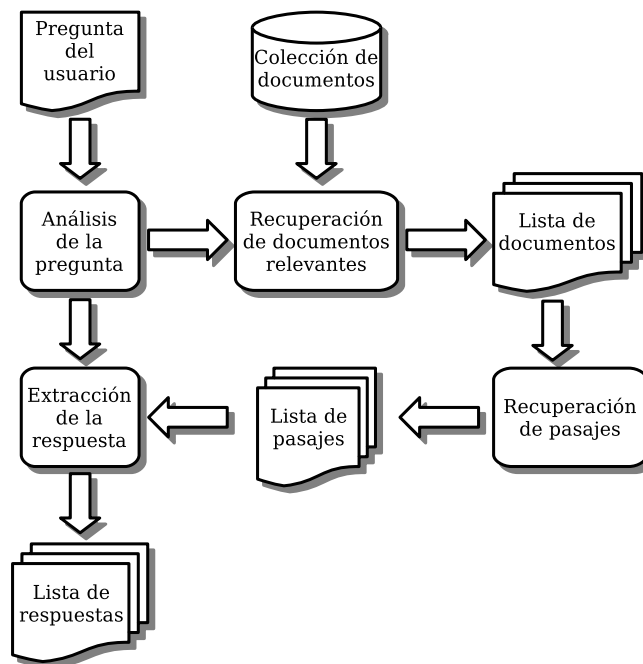 Pregunta
del
usuario
Colección de
documentos
Análisis
de la
pregunta
Recuperación
de documentos
relevantes
Lista de
documentos
Extracción
de la
respuesta
Lista de
pasajes
Recuperación
de pasajes
Lista de
respuestas